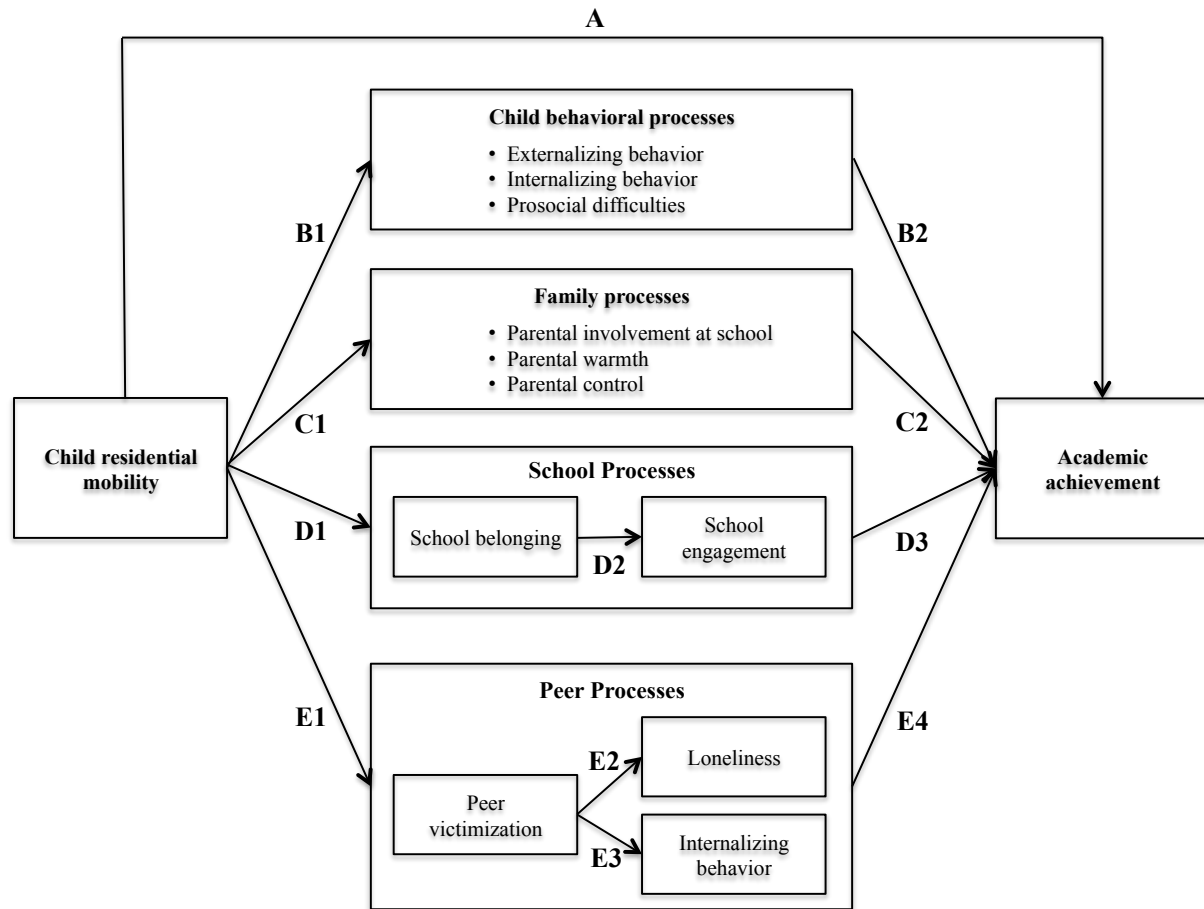 A
Child behavioral processes
• Externalizing behavior
• Internalizing behavior
• Prosocial difficulties
B1
B2
Family processes
• Parental involvement at school
• Parental warmth
• Parental control
C1
C2
Child residential
mobility
Academic
achievement
School Processes
School belonging
School
engagement
D1
D2
D3
Peer Processes
E1
E2
Loneliness
E4
Peer
victimization
E3
Internalizing
behavior